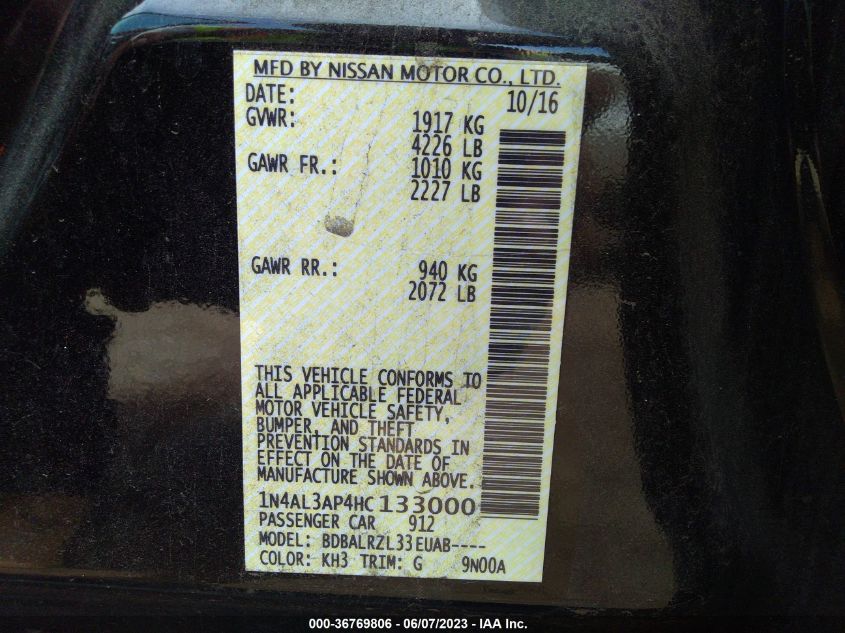 MFD BY NISSAN MOTOR CO., LTD.
DATE: 10/16
GVWR: 1917 KG
4226 LB
GAWR FR.: 1010 KG
2227 LB
GAWR RR.: 940 KG
2072 LB
THIS VEHICLE CONFORMS TO
ALL APPLICABLE FEDERAL
MOTOR VEHICLE SAFETY,
BUMPER, AND THEFT
PREVENTION STANDARDS IN
EFFECT ON THE DATE OF
MANUFACTURE SHOWN ABOVE.
1N4AL3AP4HC133000
PASSENGER CAR 912
MODEL: BDBALRZL33EUAB----
COLOR: KH3 TRIM: G 9N00A
000-36769806 - 06/07/2023 - IAA Inc.